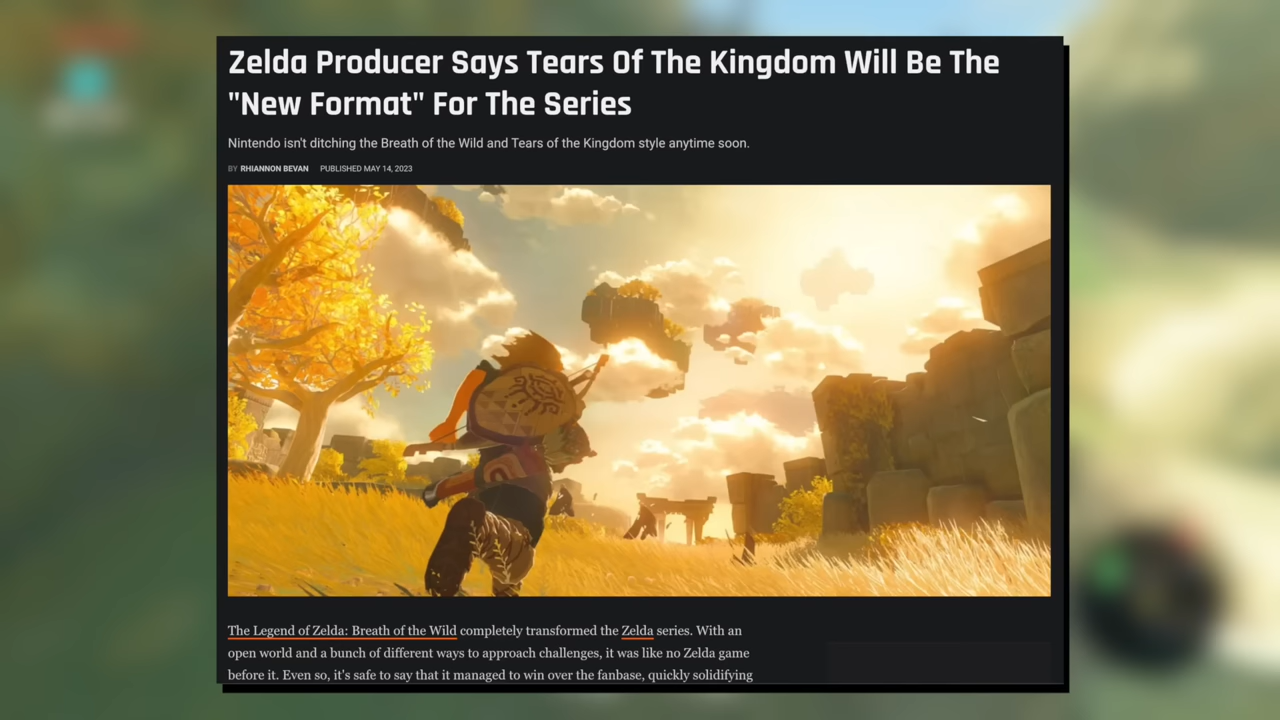 Zelda Producer Says Tears Of The Kingdom Will Be The
"New Format" For The Series
Nintendo isn't ditching the Breath of the Wild and Tears of the Kingdom style anytime soon.
BY RHIANNON BEVAN PUBLISHED MAY 14, 2023
The Legend of Zelda: Breath of the Wild completely transformed the Zelda series. With an
open world and a bunch of different ways to approach challenges, it was like no Zelda game
before it. Even so, it's safe to say that it managed to win over the fanbase, quickly solidifying